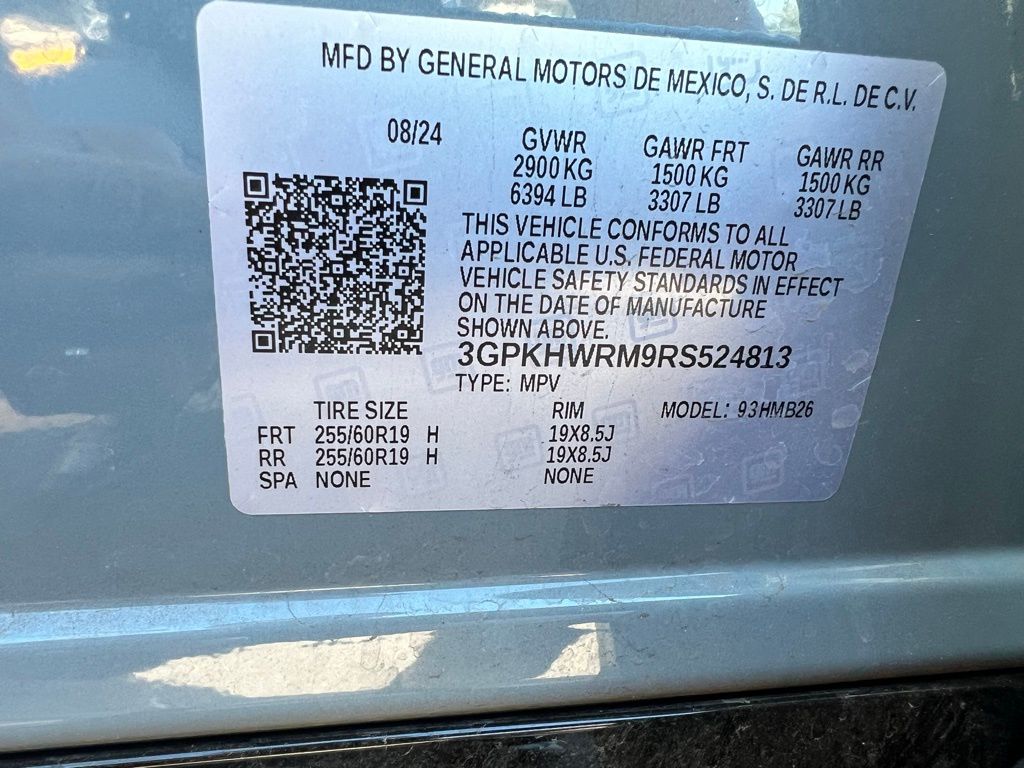 MFD BY GENERAL MOTORS DE MEXICO, S. DE R.L. DE C.V.
08/24 GVWR GAWR FRT GAWR RR
2900 KG 1500 KG 1500 KG
6394 LB 3307 LB 3307 LB
THIS VEHICLE CONFORMS TO ALL
APPLICABLE U.S. FEDERAL MOTOR
VEHICLE SAFETY STANDARDS IN EFFECT
ON THE DATE OF MANUFACTURE
SHOWN ABOVE.
3GPKHWRM9RS524813
TYPE: MPV
TIRE SIZE RIM MODEL: 93HMB26
FRT 255/60R19 H 19X8.5J
RR 255/60R19 H 19X8.5J
SPA NONE NONE